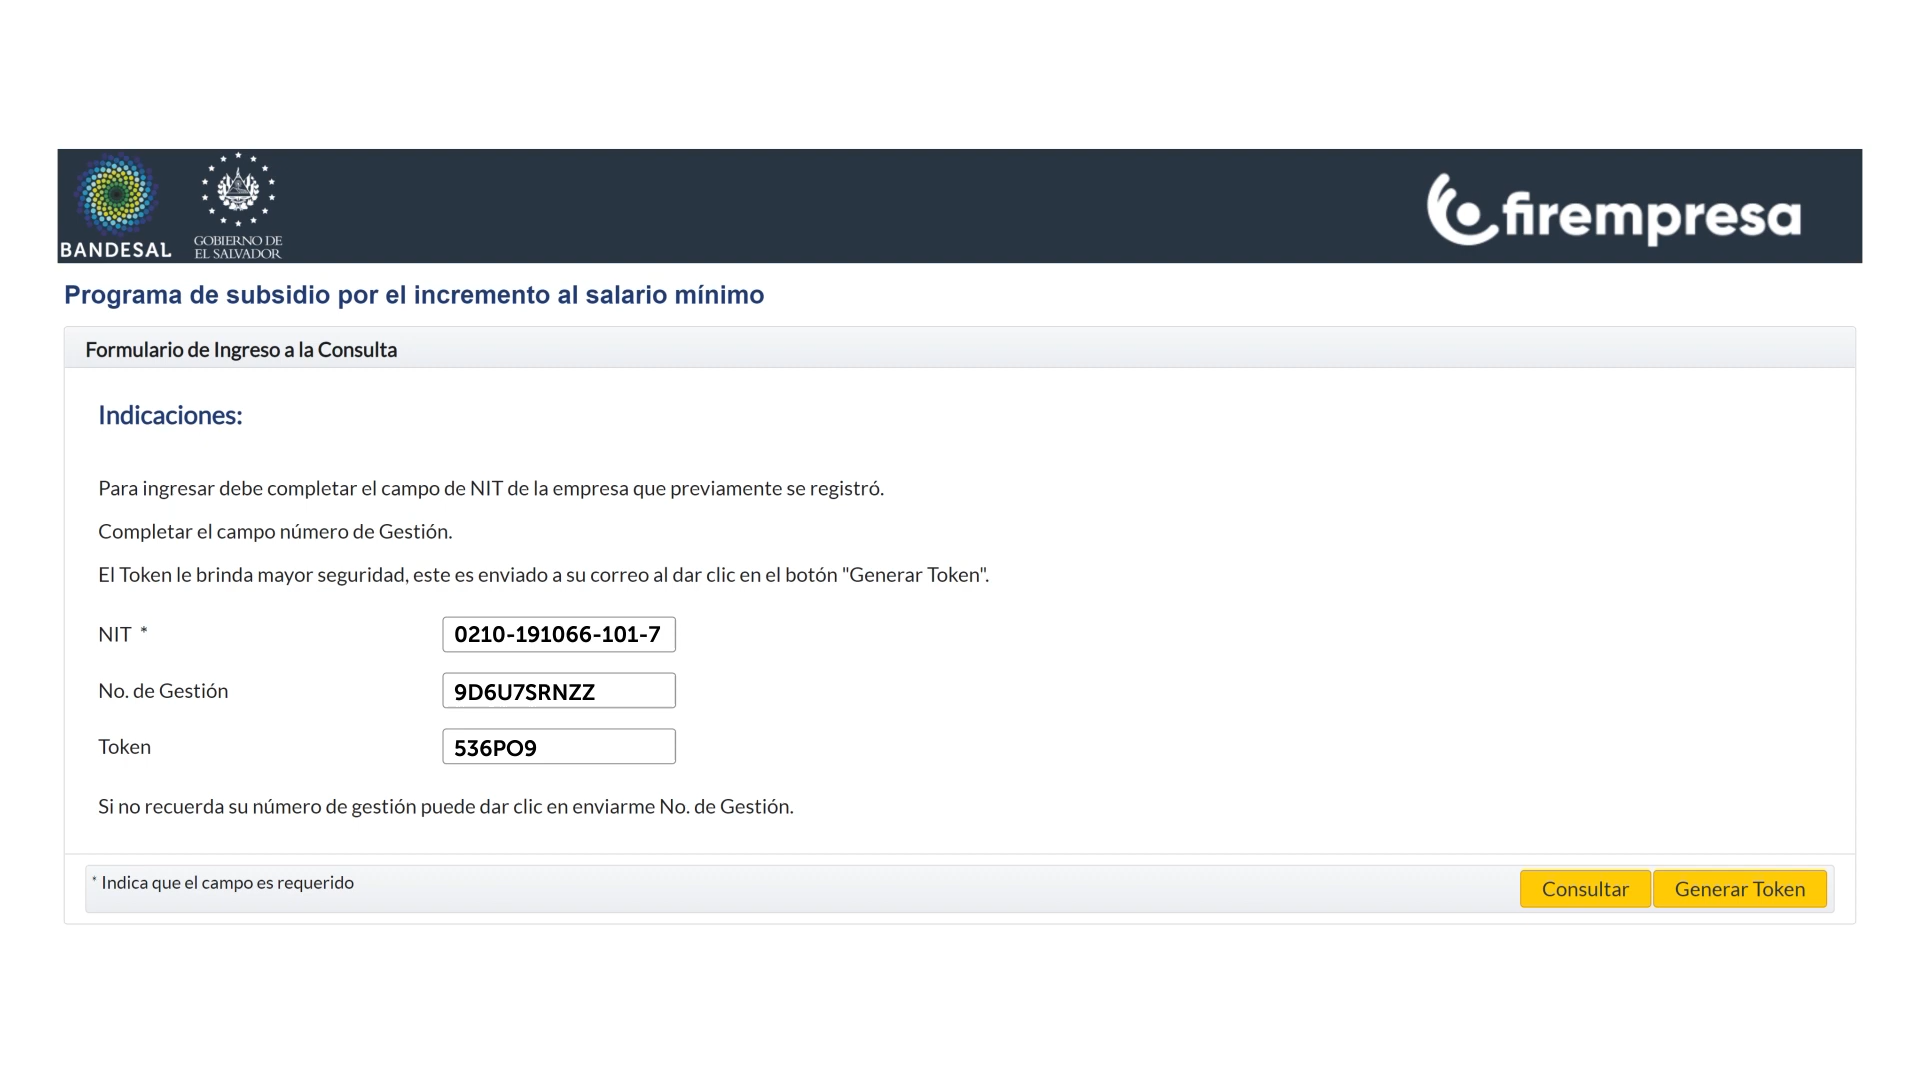 BANDESAL
GOBIERNO DE
EL SALVADOR
firempresa
Programa de subsidio por el incremento al salario mínimo
Formulario de Ingreso a la Consulta
Indicaciones:
Para ingresar debe completar el campo de NIT de la empresa que previamente se registró.
Completar el campo número de Gestión.
El Token le brinda mayor seguridad, este es enviado a su correo al dar clic en el botón "Generar Token".
NIT * 0210-191066-101-7
No. de Gestión 9D6U7SRNZZ
Token 536PO9
Si no recuerda su número de gestión puede dar clic en enviarme No. de Gestión.
* Indica que el campo es requerido
Consultar Generar Token